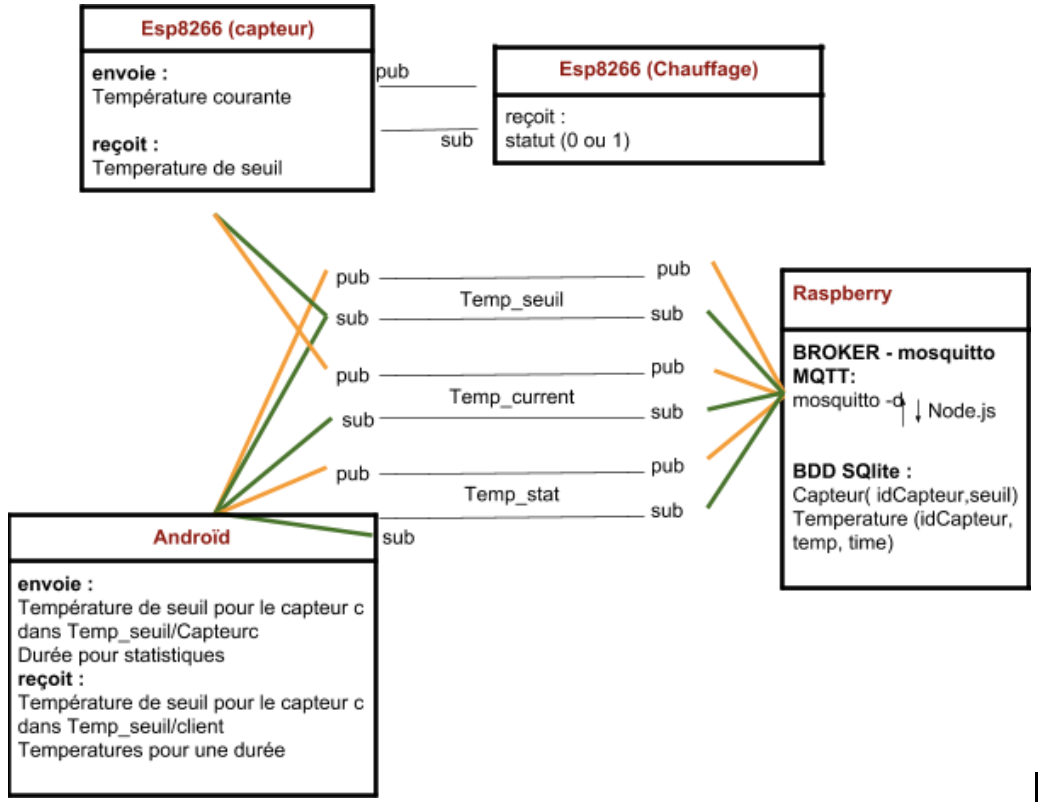 Esp8266 (capteur)
envoie :
Température courante
reçoit :
Temperature de seuil
pub
sub
Esp8266 (Chauffage)
reçoit :
statut (0 ou 1)
pub
Temp_seuil
pub
sub
sub
pub
Temp_current
pub
sub
sub
pub
Temp_stat
pub
sub
sub
Raspberry
BROKER - mosquitto
MQTT:
mosquitto -d
Node.js
BDD SQlite :
Capteur( idCapteur,seuil)
Temperature (idCapteur,
temp, time)
Androïd
envoie :
Température de seuil pour le capteur c
dans Temp_seuil/Capteurc
Durée pour statistiques
reçoit :
Température de seuil pour le capteur c
dans Temp_seuil/client
Temperatures pour une durée